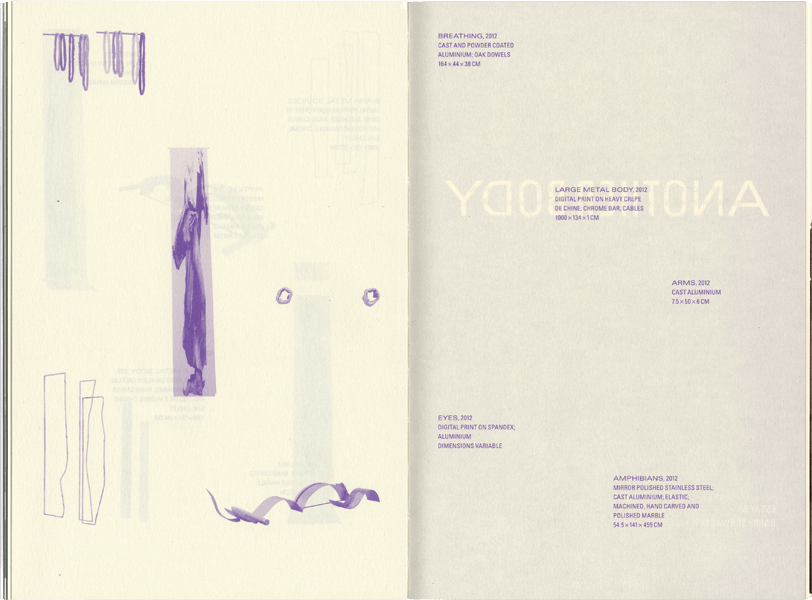 BREATHING, 2012
CAST AND POWDER COATED
ALUMINIUM; OAK DOWELS
164 × 44 × 38 CM
ANOTHER BODY
LARGE METAL BODY, 2012
DIGITAL PRINT ON HEAVY CREPE
DE CHINE; CHROME BAR; CABLES
1000 × 134 × 1 CM
ARMS, 2012
CAST ALUMINIUM
7.5 × 50 × 6 CM
EYES, 2012
DIGITAL PRINT ON SPANDEX;
ALUMINIUM
DIMENSIONS VARIABLE
AMPHIBIANS, 2012
MIRROR POLISHED STAINLESS STEEL;
CAST ALUMINIUM; ELASTIC;
MACHINED, HAND CARVED AND
POLISHED MARBLE
54.5 × 141 × 455 CM